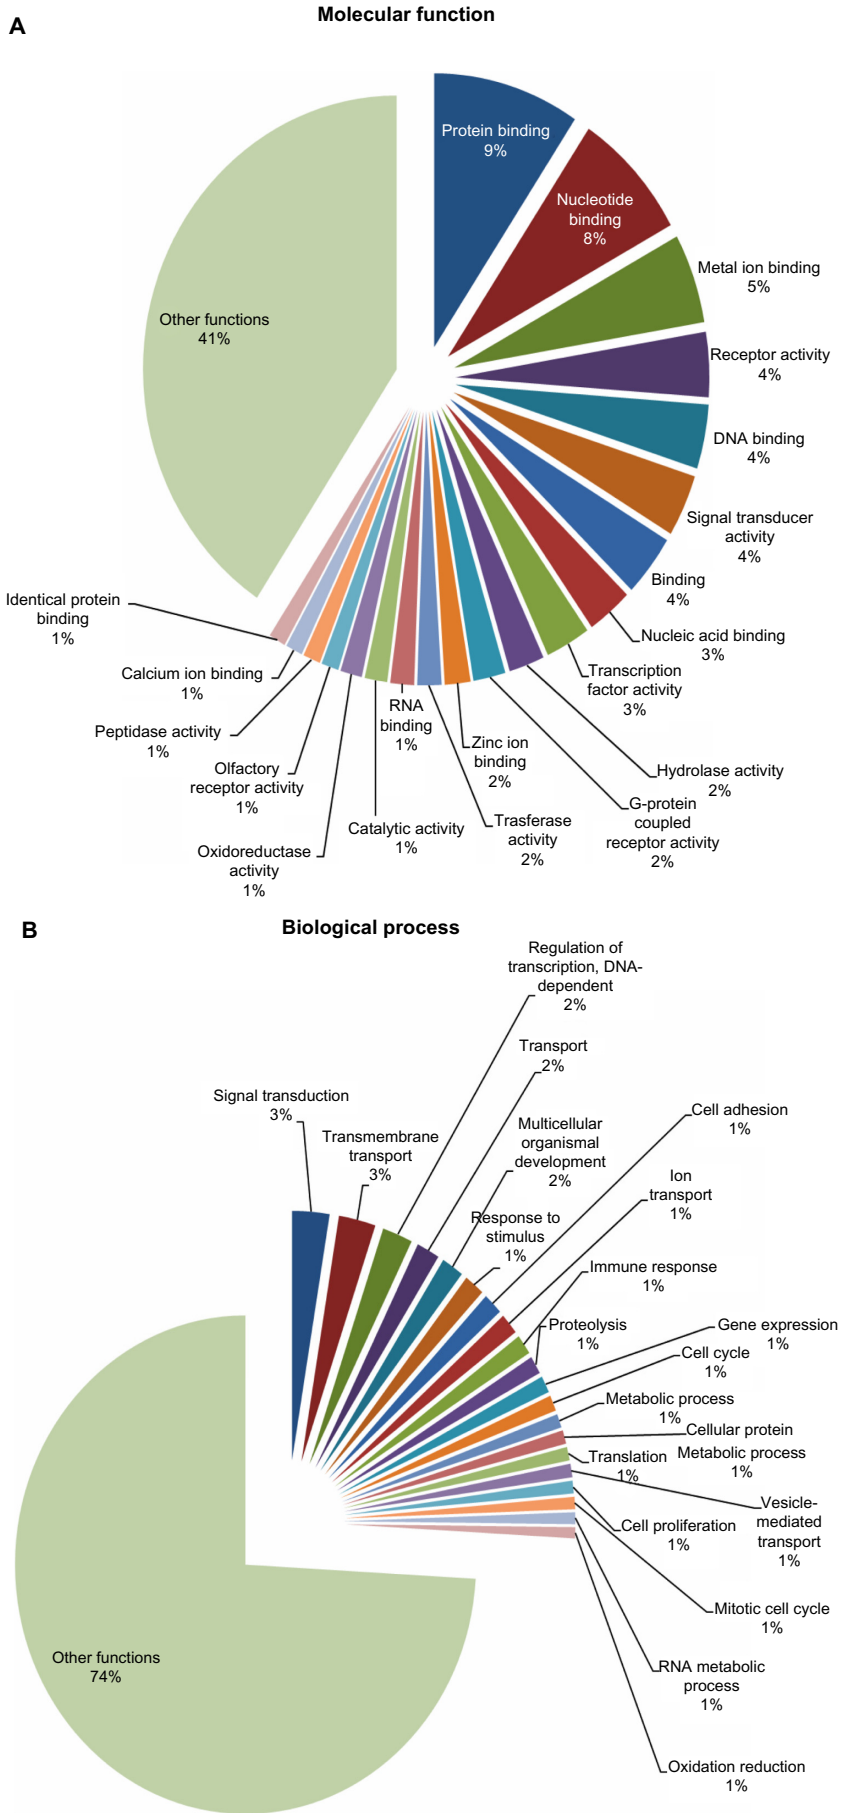 A
Molecular function
Protein binding
9%
Nucleotide
binding
8%
Metal ion binding
5%
Receptor activity
4%
DNA binding
4%
Signal transducer
activity
4%
Binding
4%
Nucleic acid binding
3%
Transcription
factor activity
3%
Hydrolase activity
2%
G-protein
coupled
receptor activity
2%
Trasferase
activity
2%
Zinc ion
binding
2%
RNA
binding
1%
Catalytic activity
1%
Oxidoreductase
activity
1%
Olfactory
receptor activity
1%
Peptidase activity
1%
Calcium ion binding
1%
Identical protein
binding
1%
Other functions
41%
B
Biological process
Signal transduction
3%
Transmembrane
transport
3%
Regulation of
transcription, DNA-
dependent
2%
Transport
2%
Multicellular
organismal
development
2%
Response to
stimulus
1%
Cell adhesion
1%
Ion
transport
1%
Immune response
1%
Proteolysis
1%
Gene expression
1%
Cell cycle
1%
Metabolic process
1%
Cellular protein
Metabolic process
1%
Translation
1%
Vesicle-
mediated
transport
1%
Cell proliferation
1%
Mitotic cell cycle
1%
RNA metabolic
process
1%
Oxidation reduction
1%
Other functions
74%